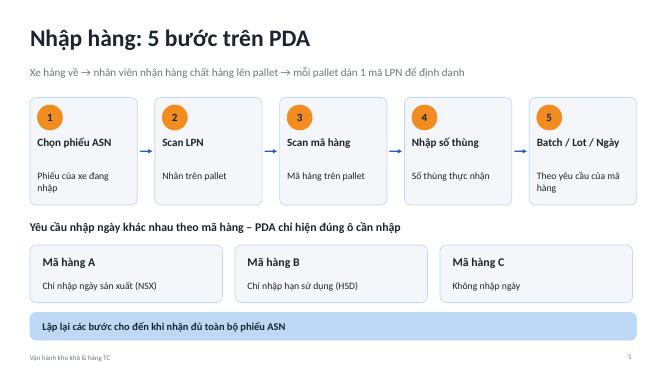 Nhập hàng: 5 bước trên PDA
Xe hàng về → nhân viên nhận hàng chất hàng lên pallet → mỗi pallet dán 1 mã LPN để định danh
1
Chọn phiếu ASN
Phiếu của xe đang
nhập
2
Scan LPN
Nhãn trên pallet
3
Scan mã hàng
Mã hàng trên pallet
4
Nhập số thùng
Số thùng thực nhận
5
Batch / Lot / Ngày
Theo yêu cầu của mã
hàng
Yêu cầu nhập ngày khác nhau theo mã hàng – PDA chỉ hiện đúng ô cần nhập
Mã hàng A
Chỉ nhập ngày sản xuất (NSX)
Mã hàng B
Chỉ nhập hạn sử dụng (HSD)
Mã hàng C
Không nhập ngày
Lặp lại các bước cho đến khi nhận đủ toàn bộ phiếu ASN
Vận hành kho khô & hàng TC
5